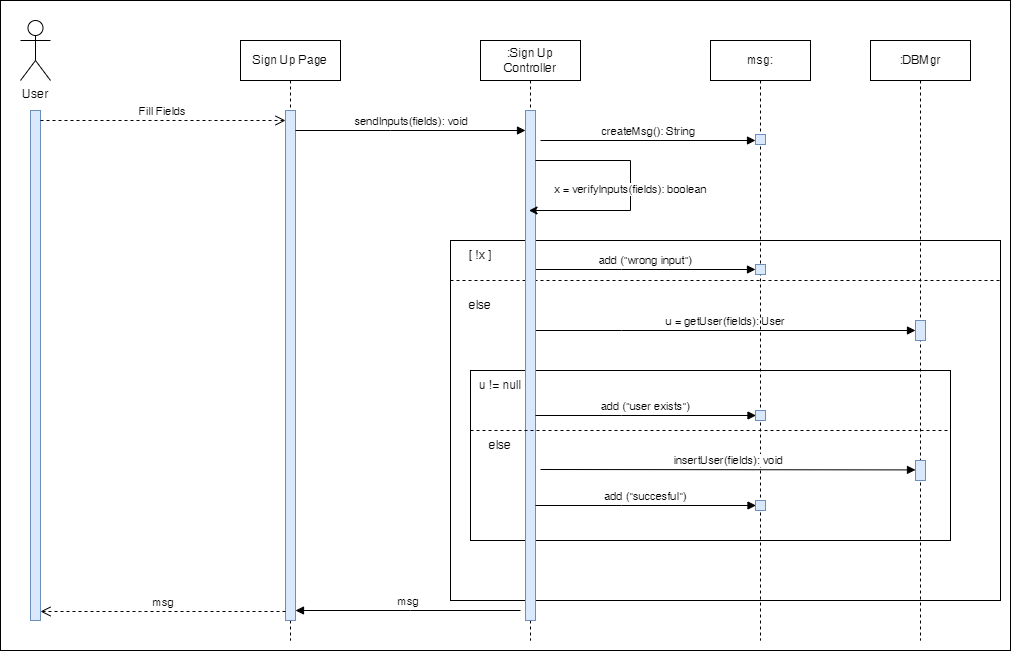 User
Sign Up Page
:Sign Up
Controller
msg:
:DBMgr
Fill Fields
sendInputs(fields): void
createMsg(): String
x = verifyInputs(fields): boolean
[ !x ]
add ("wrong input")
else
u = getUser(fields): User
u != null
add ("user exists")
else
insertUser(fields): void
add ("succesful")
msg
msg